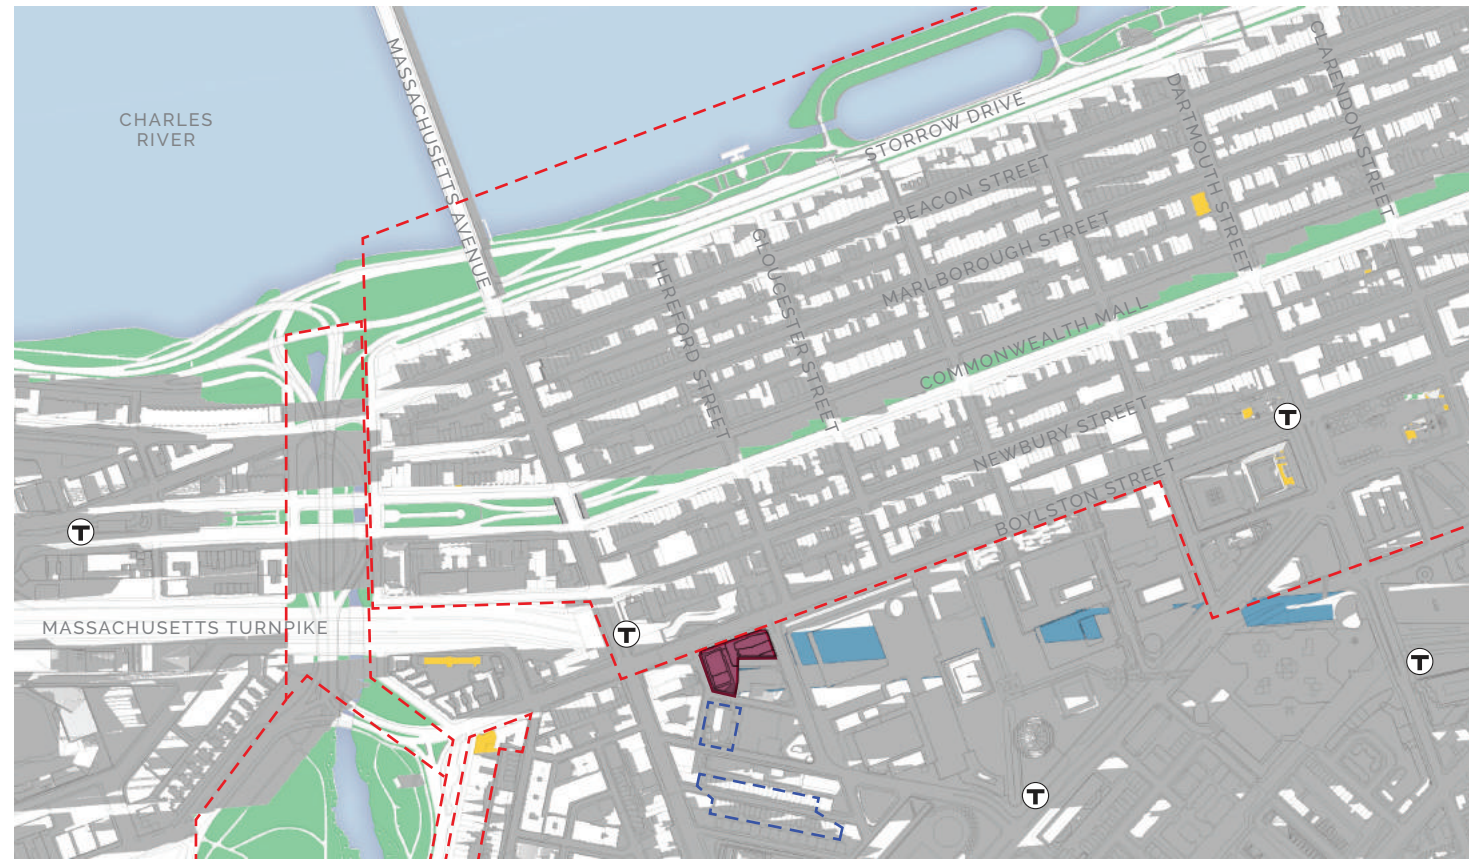 CHARLES
RIVER
MASSACHUSETTS AVENUE
STORROW DRIVE
CLARENDON STREET
DARTMOUTH STREET
BEACON STREET
MARLBOROUGH STREET
GLOUCESTER STREET
HEREFORD STREET
COMMONWEALTH MALL
NEWBURY STREET
BOYLSTON STREET
T
T
MASSACHUSETTS TURNPIKE
T
T
T